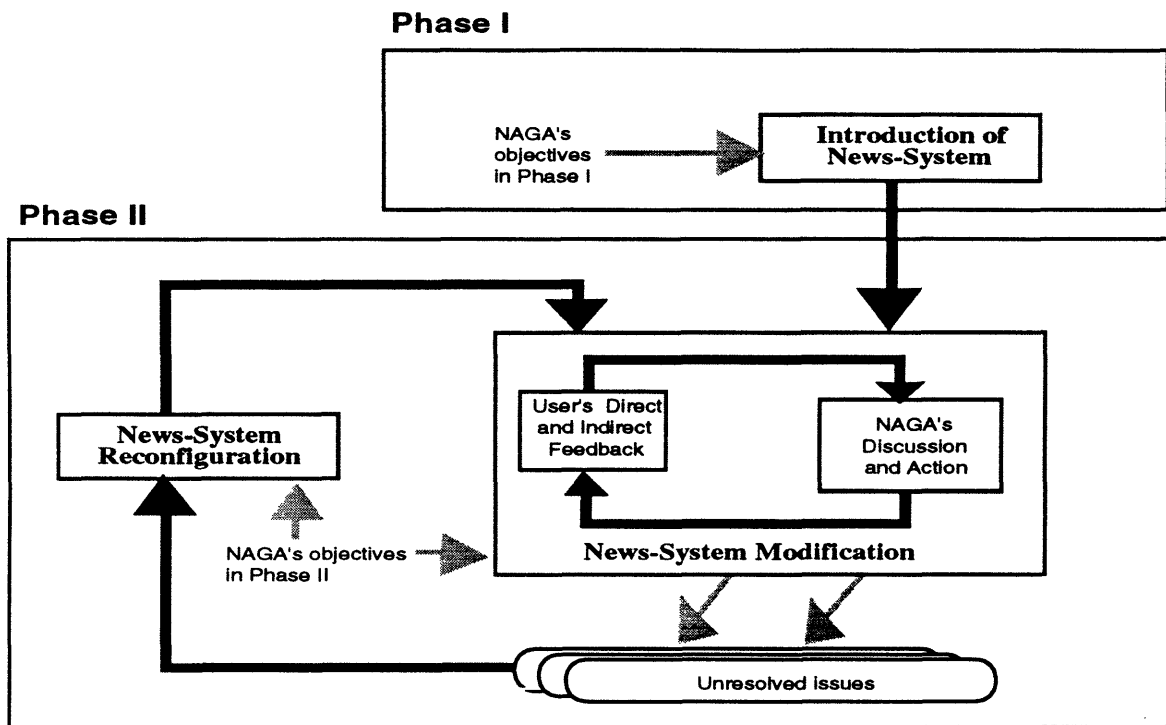 Phase I
NAGA's
objectives
in Phase I
Introduction of
News-System
Phase II
News-System
Reconfiguration
User's Direct
and Indirect
Feedback
NAGA's
Discussion
and Action
NAGA's objectives
in Phase II
News-System Modification
Unresolved issues